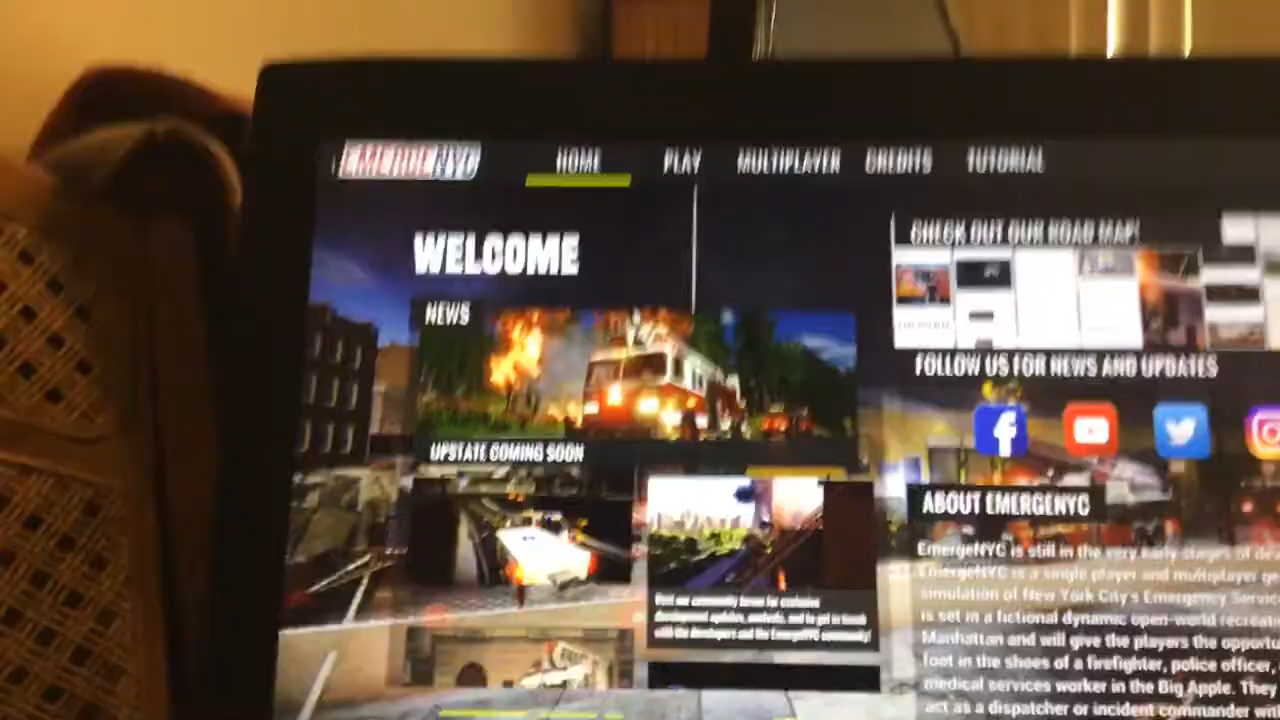 EMERGENYC
HOME PLAY MULTIPLAYER CREDITS TUTORIAL
WELCOME
NEWS
UPSTATE COMING SOON
CHECK OUT OUR ROAD MAP!
FOLLOW US FOR NEWS AND UPDATES
ABOUT EMERGENYC
EmergeNYC is still in the very early stages of
EmergeNYC is a single player and multiplayer
simulation of New York City's Emergency
is set in a fictional dynamic open-world
Manhattan and will give the players the
foot in the shoes of a firefighter, police officer,
medical services worker in the Big Apple. They
act as a dispatcher or incident commander